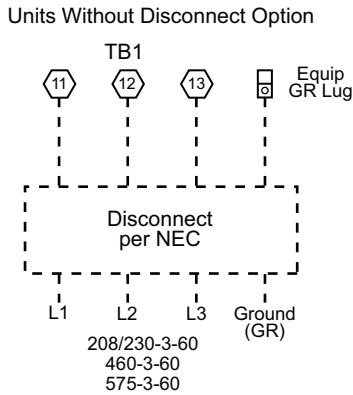 Units Without Disconnect Option
TB1
11 12 13 Equip
GR Lug
Disconnect
per NEC
L1 L2 L3 Ground
(GR)
208/230-3-60
460-3-60
575-3-60